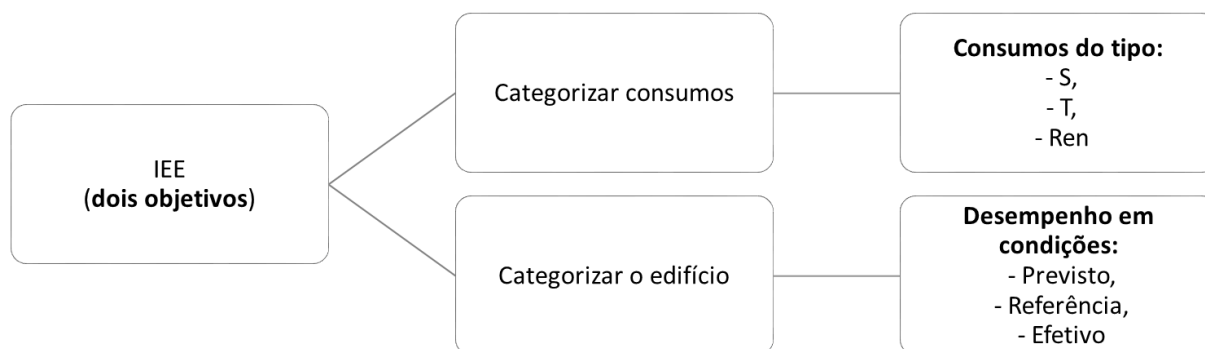 IEE
(dois objetivos)
Categorizar consumos
Consumos do tipo:
- S,
- T,
- Ren
Categorizar o edifício
Desempenho em
condições:
- Previsto,
- Referência,
- Efetivo